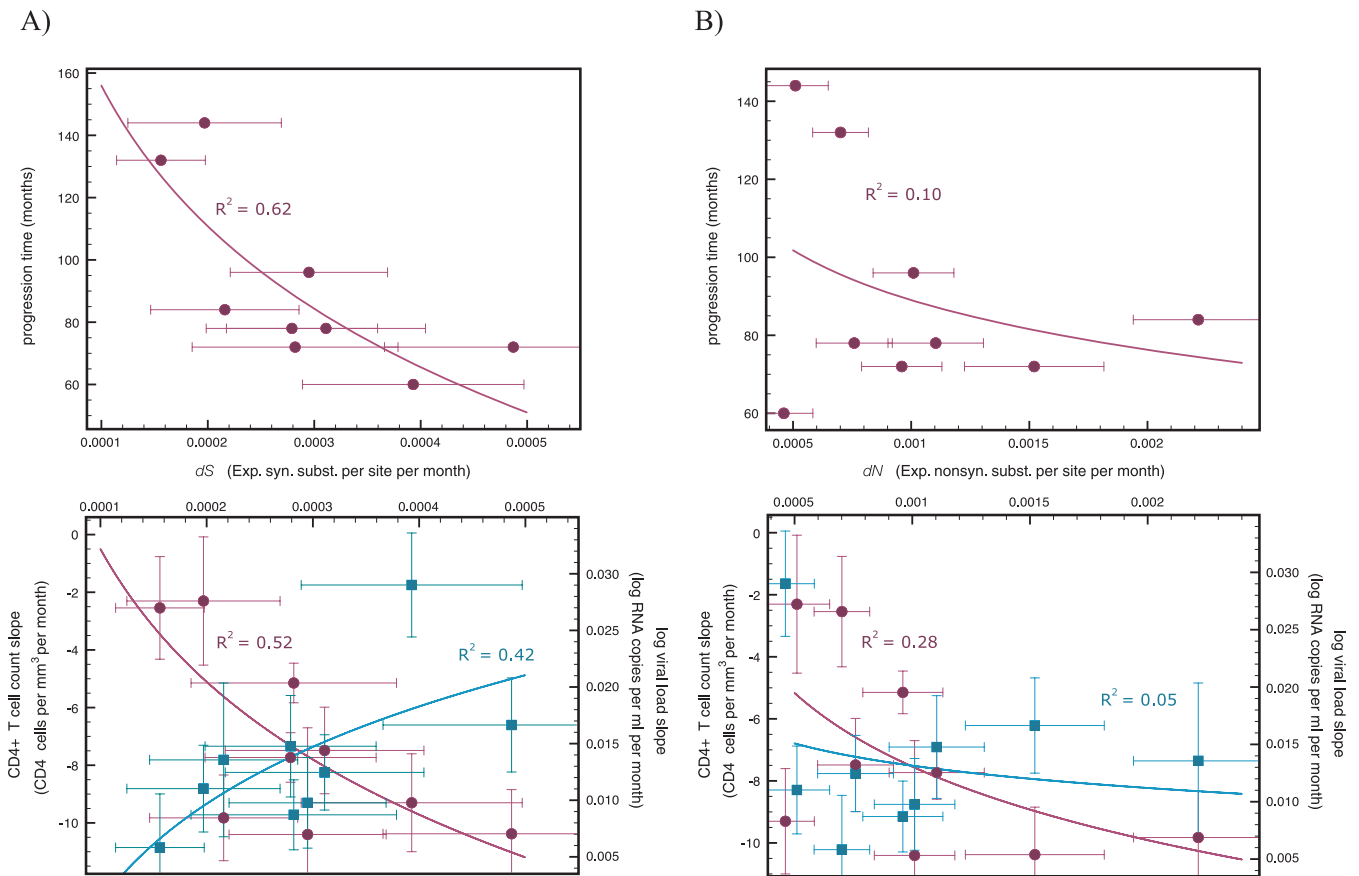 A)
B)
160
140
120
100
80
60
progression time (months)
R² = 0.62
0.0001
0.0002
0.0003
0.0004
0.0005
dS (Exp. syn. subst. per site per month)
140
120
100
80
60
progression time (months)
R² = 0.10
0.0005
0.001
0.0015
0.002
dN (Exp. nonsyn. subst. per site per month)
0.0001
0.0002
0.0003
0.0004
0.0005
0
-2
-4
-6
-8
-10
CD4+ T cell count slope
(CD4 cells per mm³ per month)
R² = 0.52
R² = 0.42
0.030
0.025
0.020
0.015
0.010
0.005
log viral load slope
(log RNA copies per ml per month)
0.0005
0.001
0.0015
0.002
0
-2
-4
-6
-8
-10
CD4+ T cell count slope
(CD4 cells per mm³ per month)
R² = 0.28
R² = 0.05
0.030
0.025
0.020
0.015
0.010
0.005
log viral load slope
(log RNA copies per ml per month)